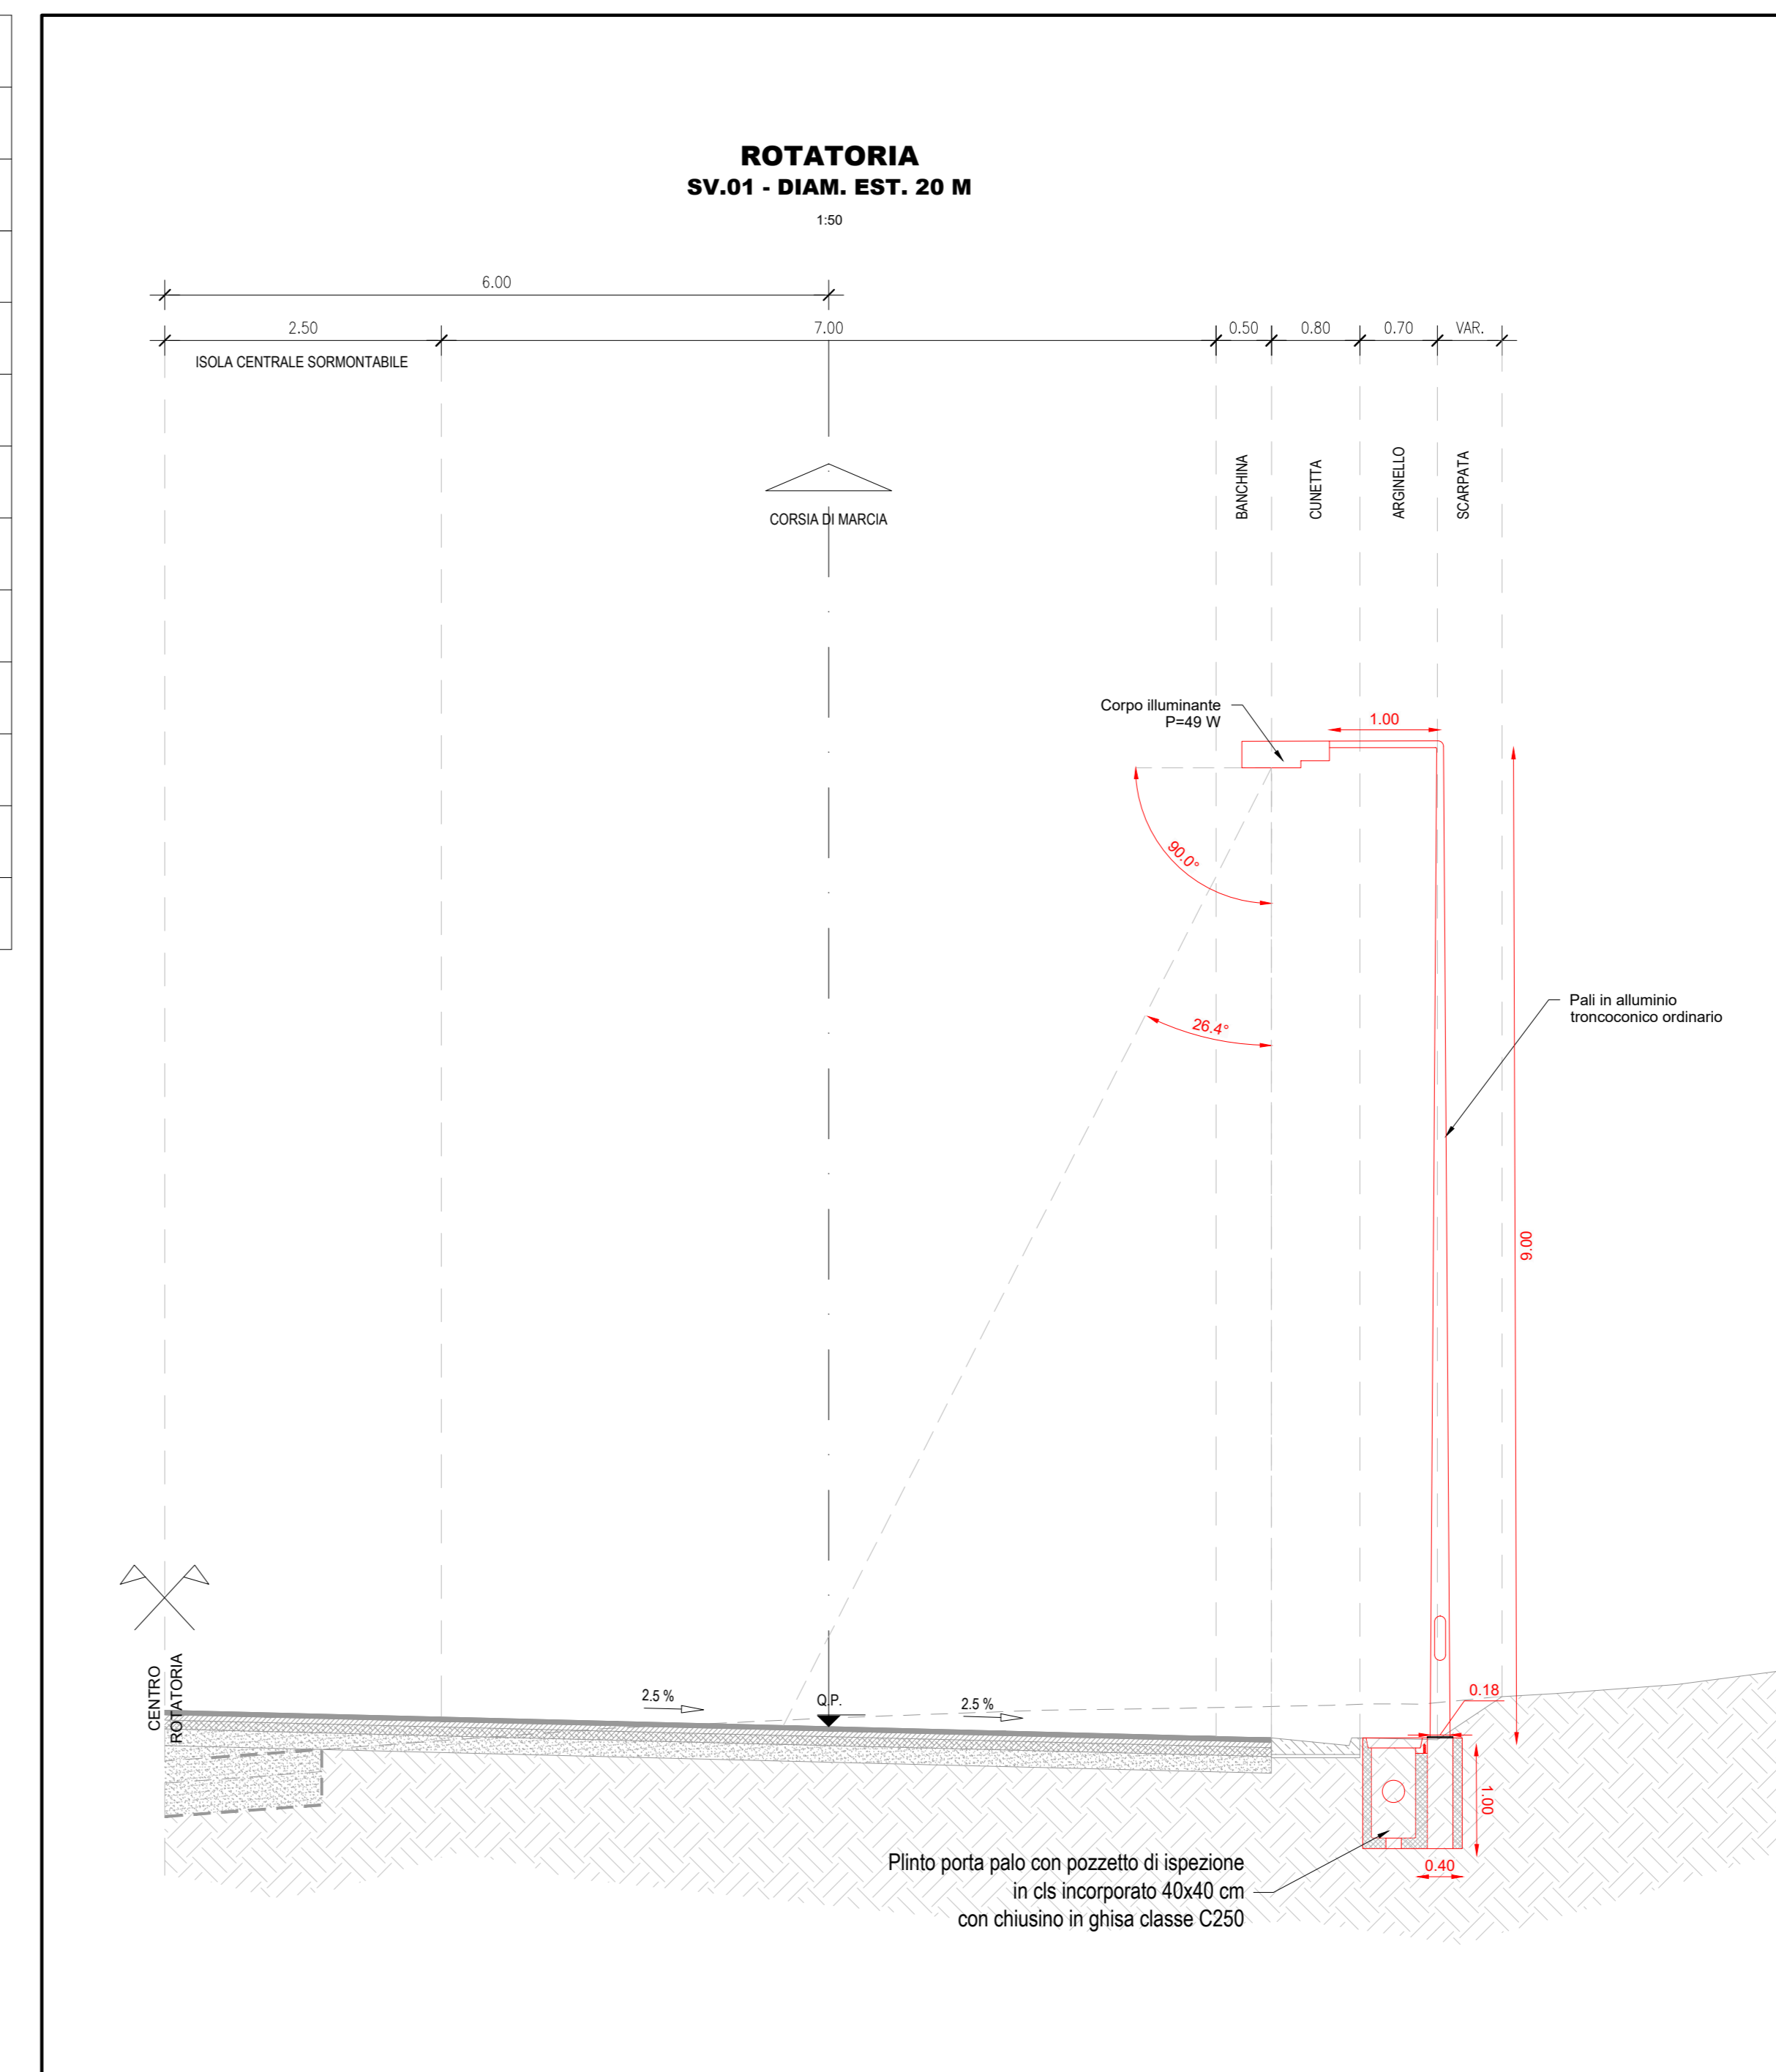 ROTATORIA
SV.01 - DIAM. EST. 20 M
1:50
6.00
2.50
7.00
0.50
0.80
0.70
VAR.
ISOLA CENTRALE SORMONTABILE
BANCHINA
CUNETTA
ARGINELLO
SCARPATA
CORSIA DI MARCIA
Corpo illuminante
P=49 W
1.00
90.0°
26.4°
Pali in alluminio
troncoconico ordinario
9.00
CENTRO
ROTATORIA
2.5 %
Q.P.
2.5 %
0.18
1.00
0.40
Plinto porta palo con pozzetto di ispezione
in cls incorporato 40x40 cm
con chiusino in ghisa classe C250